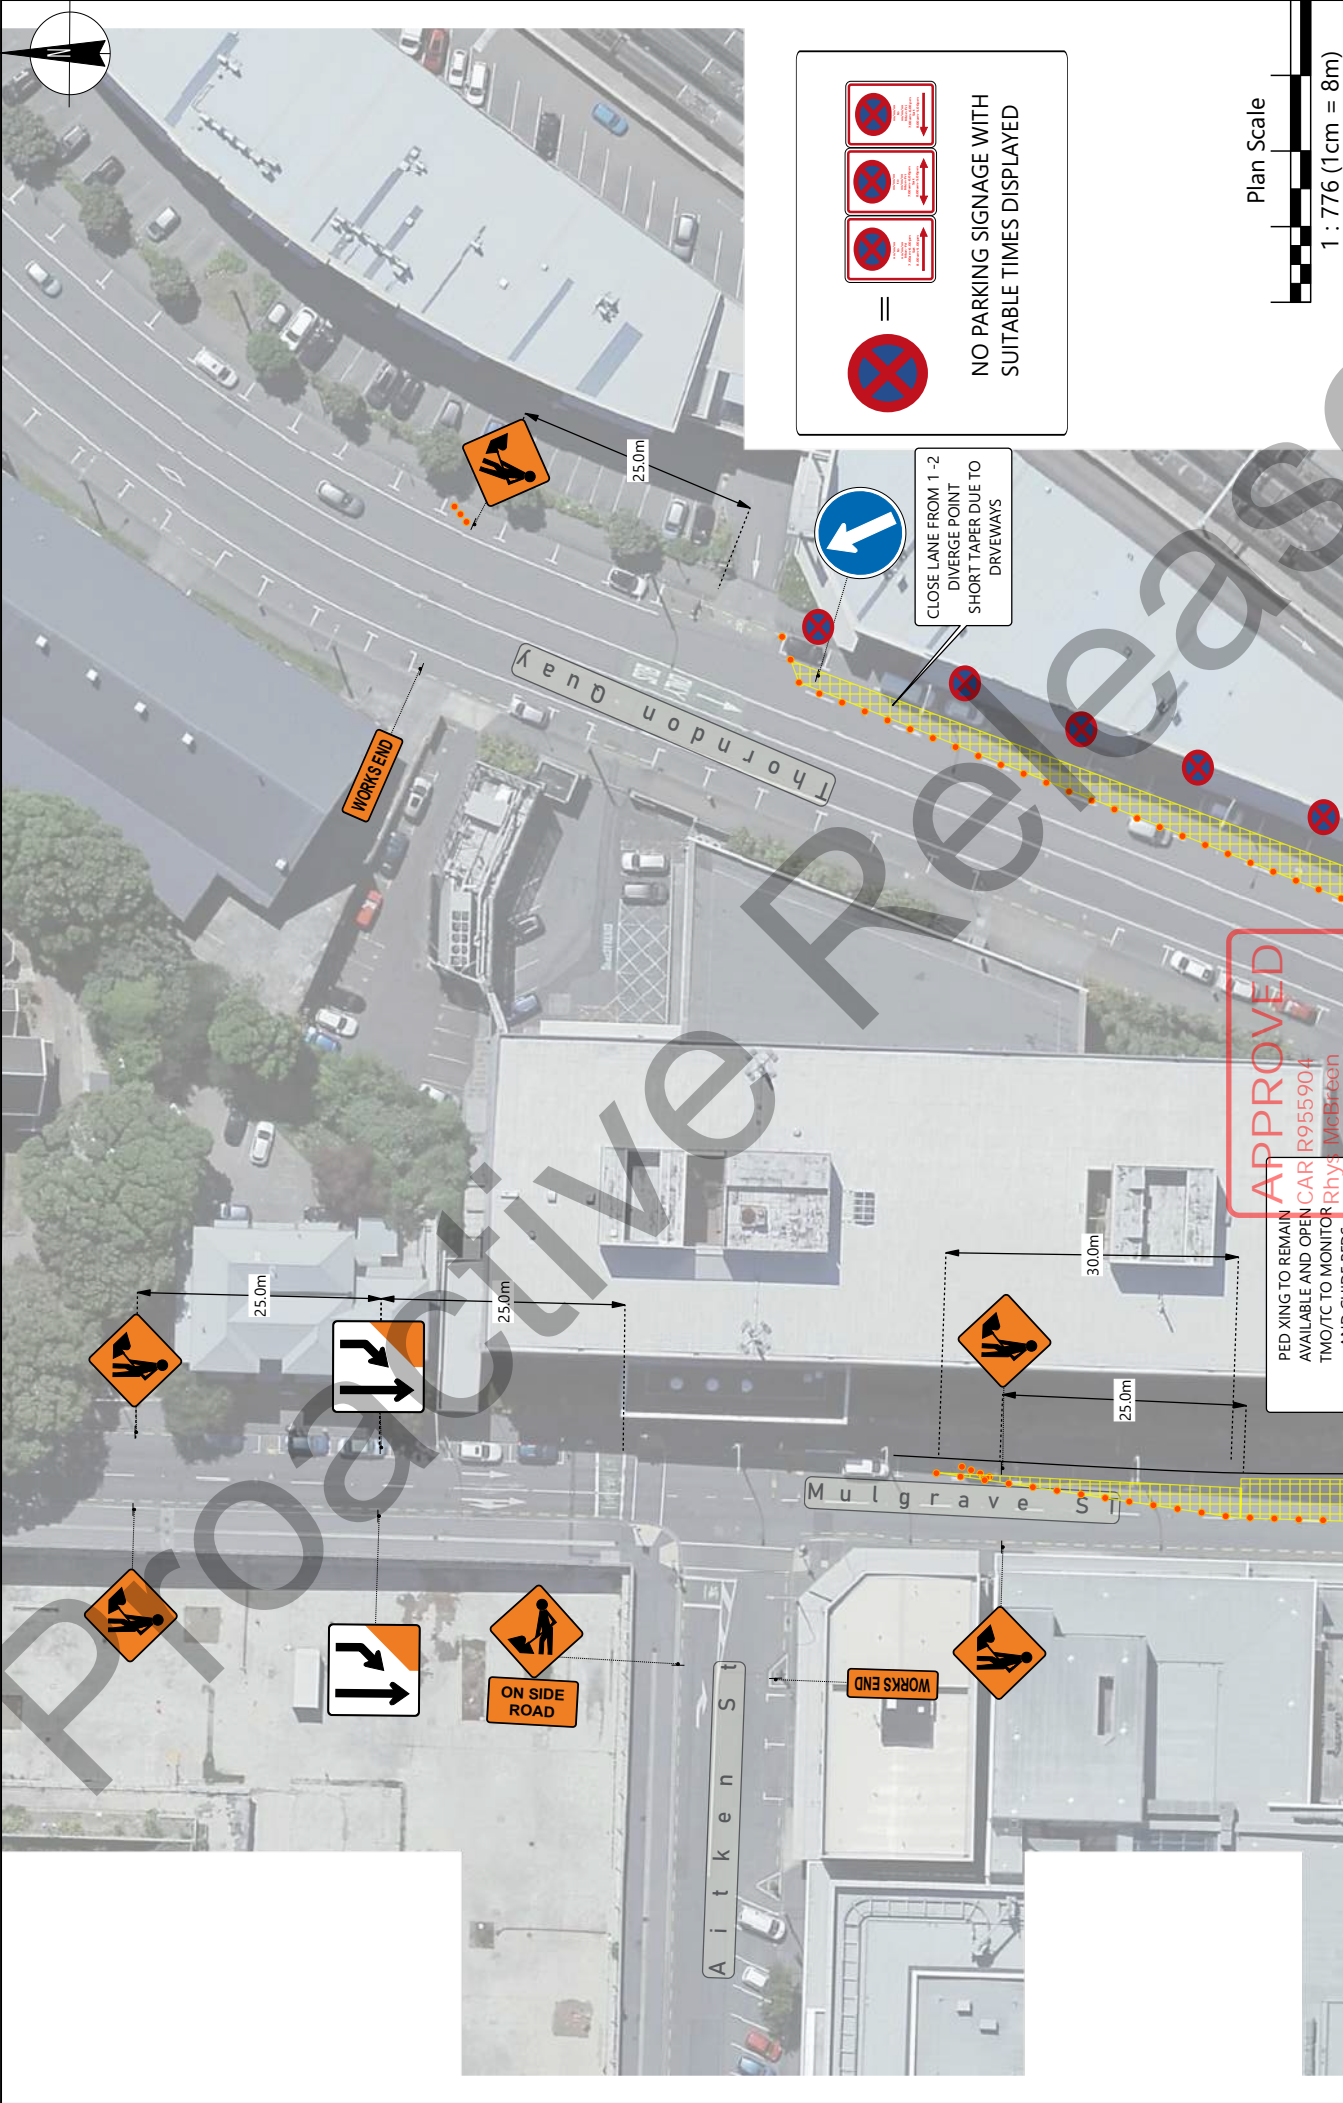 N
NO PARKING SIGNAGE WITH
SUITABLE TIMES DISPLAYED
=
Plan Scale
1 : 776 (1cm = 8m)
25.0m
CLOSE LANE FROM 1 -2
DIVERGE POINT
SHORT TAPER DUE TO
DRVEWAYS
Thorndon Quay
BUS
ONLY
WORKS END
25.0m
25.0m
30.0m
25.0m
Mulgrave St
ON SIDE
ROAD
WORKS END
Aitken St
APPROVED
CAR R955904
Rhys McBreen
PED XING TO REMAIN
AVAILABLE AND OPEN
TMO/TC TO MONITOR
Proactive Releas